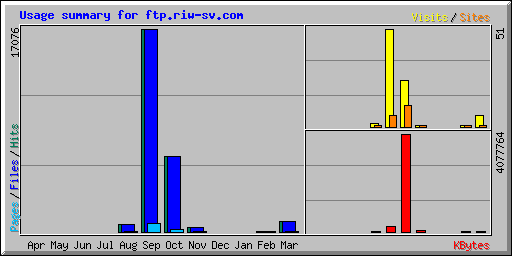 Usage summary for ftp.riw-sv.com
Visits/Sites
17076
51
Pages/Files/Hits
4077764
Apr May Jun Jul Aug Sep Oct Nov Dec Jan Feb Mar
KBytes